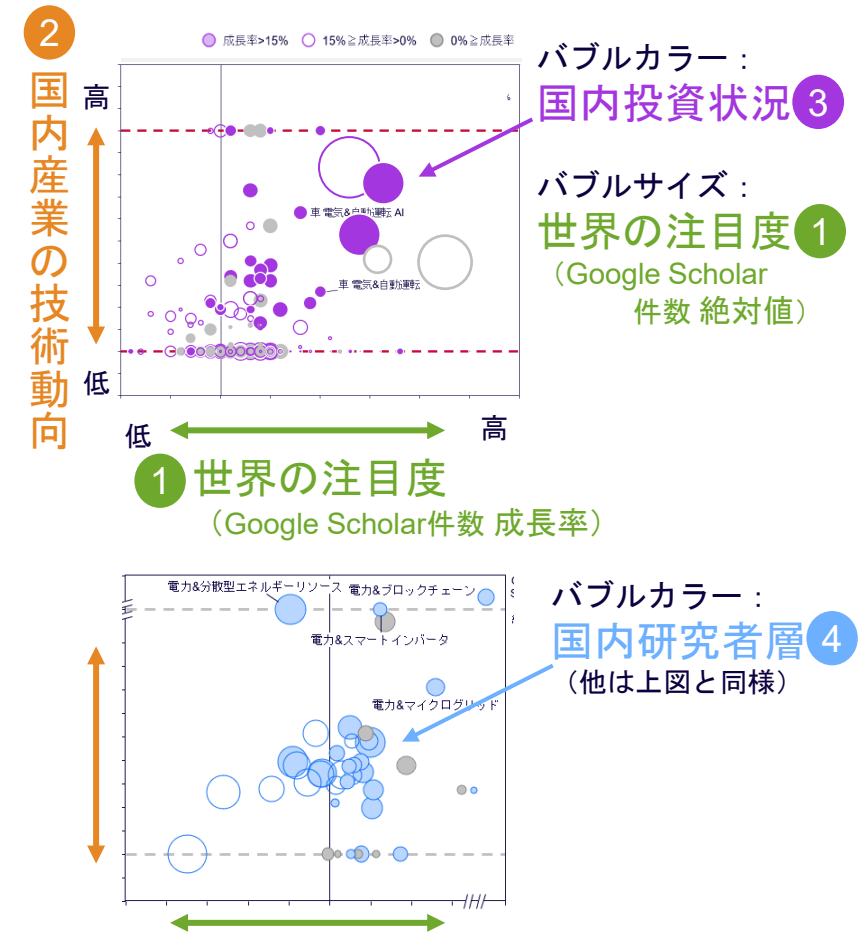 2
国内産業の技術動向
成長率>15%
15%≧成長率>0%
0%≧成長率
高
低
車 電気&自動運転 AI
車 電気&自動運転
バブルカラー：
国内投資状況3
バブルサイズ：
世界の注目度1
（Google Scholar
件数 絶対値）
低
高
1世界の注目度
（Google Scholar件数 成長率）
電力&分散型エネルギーリソース
電力&ブロックチェーン
電力&スマートインバータ
電力&マイクログリッド
バブルカラー：
国内研究者層4
（他は上図と同様）